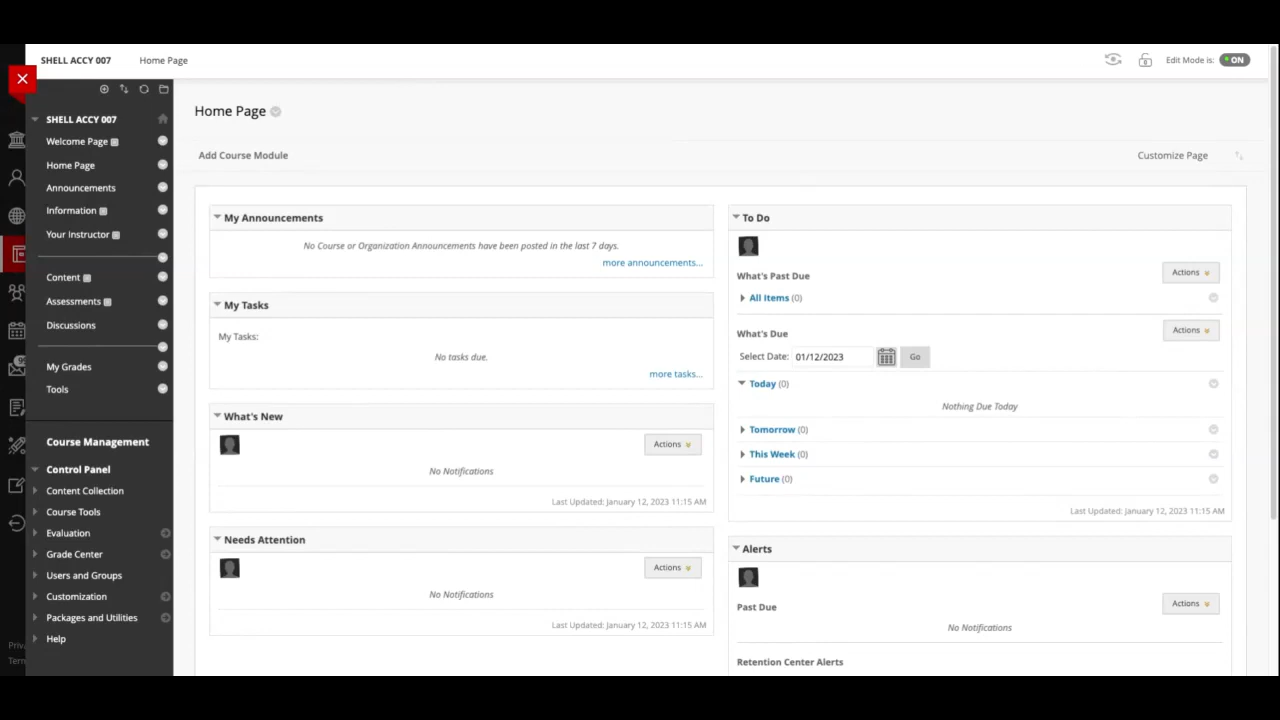 SHELL ACCY 007
Home Page
Edit Mode is:
ON
SHELL ACCY 007
Welcome Page
Home Page
Announcements
Information
Your Instructor
Content
Assessments
Discussions
My Grades
Tools
Course Management
Control Panel
Content Collection
Course Tools
Evaluation
Grade Center
Users and Groups
Customization
Packages and Utilities
Help
Home Page
Add Course Module
Customize Page
My Announcements
No Course or Organization Announcements have been posted in the last 7 days.
more announcements...
My Tasks
My Tasks:
No tasks due.
more tasks...
What's New
Actions
No Notifications
Last Updated: January 12, 2023 11:15 AM
Needs Attention
Actions
No Notifications
Last Updated: January 12, 2023 11:15 AM
To Do
What's Past Due
Actions
All Items (0)
What's Due
Actions
Select Date: 01/12/2023 Go
Today (0)
Nothing Due Today
Tomorrow (0)
This Week (0)
Future (0)
Last Updated: January 12, 2023 11:15 AM
Alerts
Past Due
Actions
No Notifications
Retention Center Alerts